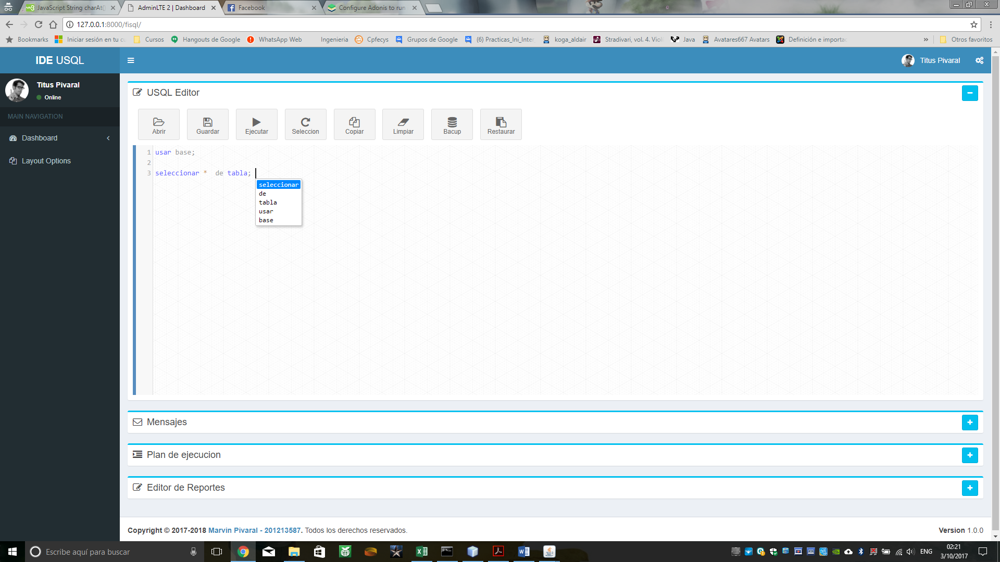 JavaScript String charAt()
AdminLTE 2 | Dashboard
Facebook
Configure Adonis to run
127.0.0.1:8000/fisql/
Bookmarks
Iniciar sesión en tu cu
Cursos
Hangouts de Google
WhatsApp Web
Ingenieria
Cpfecys
Grupos de Google
(6) Practicas_Ini_Inter
koga_aldair
Stradivari, vol. 4. Viol
Java
Avatares667 Avatars
Definición e importac
»
Otros favoritos
IDE USQL
Titus Pivaral
Titus Pivaral
Online
MAIN NAVIGATION
Dashboard
Layout Options
USQL Editor
Abrir
Guardar
Ejecutar
Seleccion
Copiar
Limpiar
Bacup
Restaurar
1 usar base;
2
3 seleccionar *  de tabla;
seleccionar
de
tabla
usar
base
Mensajes
Plan de ejecucion
Editor de Reportes
Copyright © 2017-2018 Marvin Pivaral - 201213587. Todos los derechos reservados.
Version 1.0.0
Escribe aquí para buscar
ENG
02:21
3/10/2017